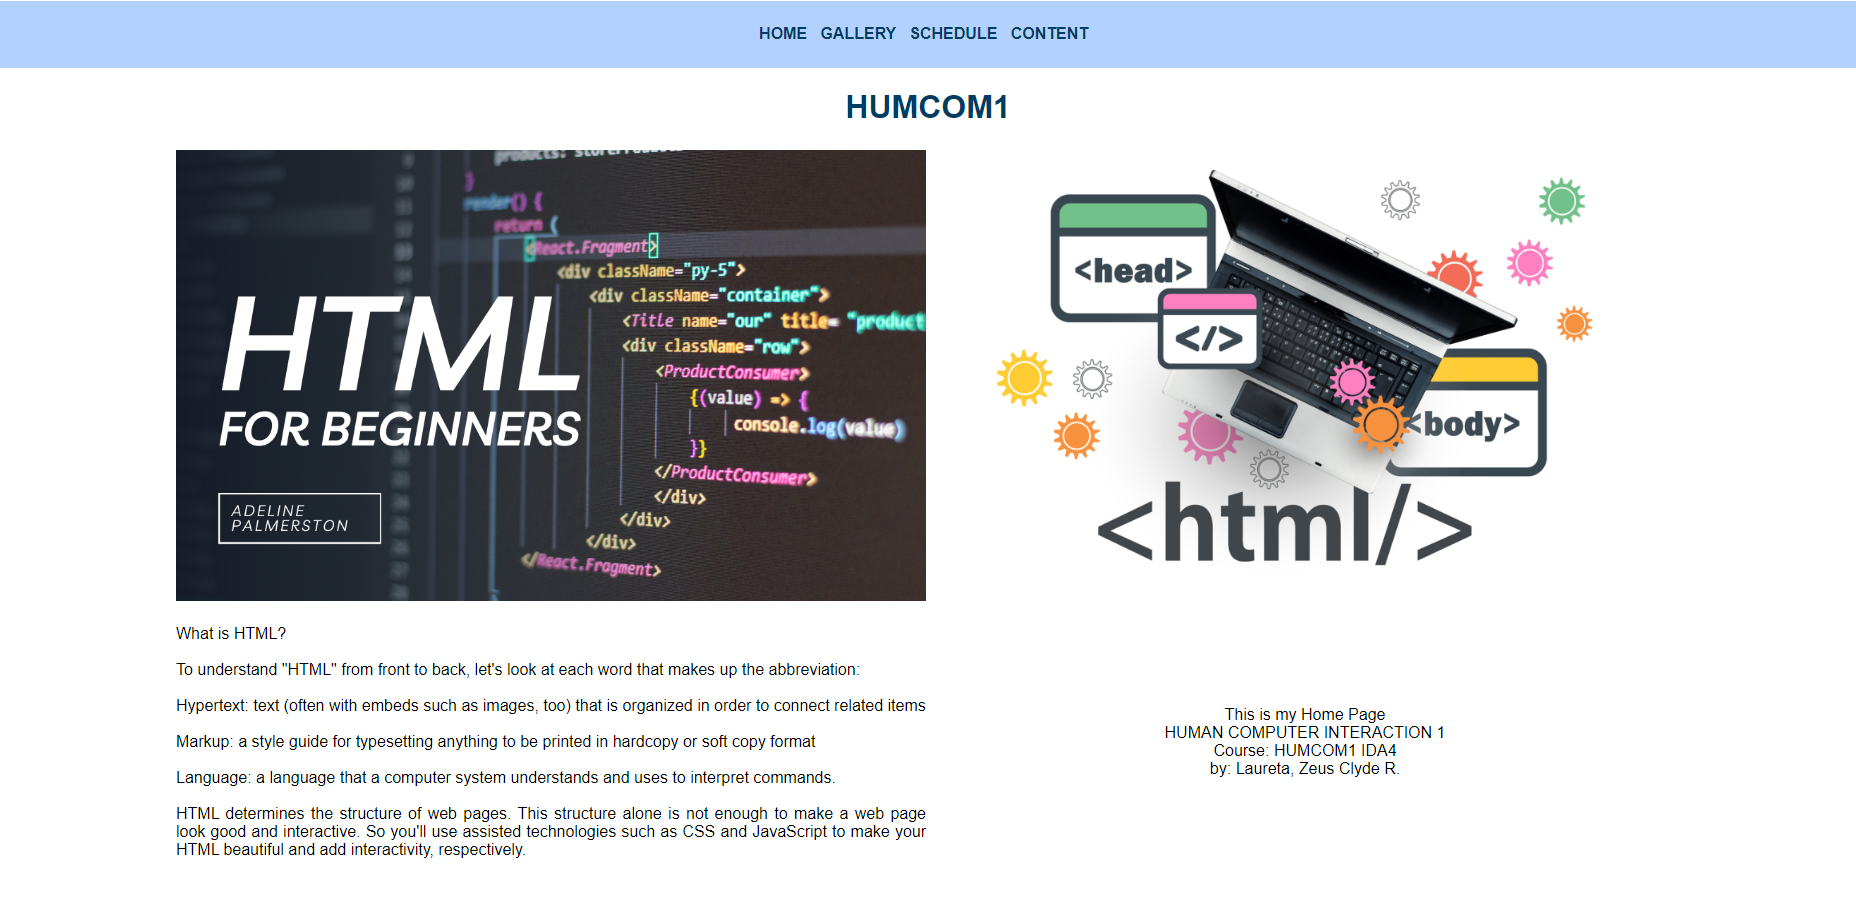 HOME GALLERY SCHEDULE CONTENT
HUMCOM1
render() {
return (
<React.Fragment>
<div className="py-5">
<div className="container">
<Title name="our" title= "product
<div className="row">
<ProductConsumer>
{(value) => {
console.log(value)
}}
</ProductConsumer>
</div>
</div>
</div>
</React.Fragment>
HTML
FOR BEGINNERS
ADELINE
PALMERSTON
<head>
</>
<body>
<html/>
What is HTML?
To understand "HTML" from front to back, let's look at each word that makes up the abbreviation:
Hypertext: text (often with embeds such as images, too) that is organized in order to connect related items
Markup: a style guide for typesetting anything to be printed in hardcopy or soft copy format
Language: a language that a computer system understands and uses to interpret commands.
HTML determines the structure of web pages. This structure alone is not enough to make a web page
look good and interactive. So you'll use assisted technologies such as CSS and JavaScript to make your
HTML beautiful and add interactivity, respectively.
This is my Home Page
HUMAN COMPUTER INTERACTION 1
Course: HUMCOM1 IDA4
by: Laureta, Zeus Clyde R.